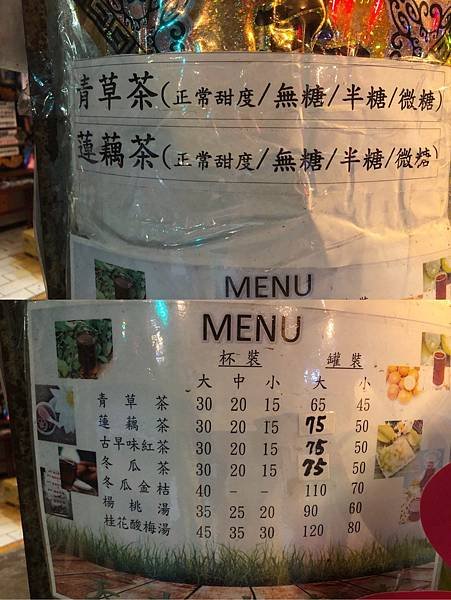 青草茶(正常甜度/無糖/半糖/微糖)
蓮藕茶(正常甜度/無糖/半糖/微糖)
MENU
MENU
杯裝 罐裝
大 中 小 大 小
青草茶 30 20 15 65 45
蓮藕茶 30 20 15 75 50
古早味紅茶 30 20 15 75 50
冬瓜茶 30 20 15 75 50
冬瓜金桔 40 – – 110 70
楊桃湯 35 25 20 90 60
桂花酸梅湯 45 35 30 120 80